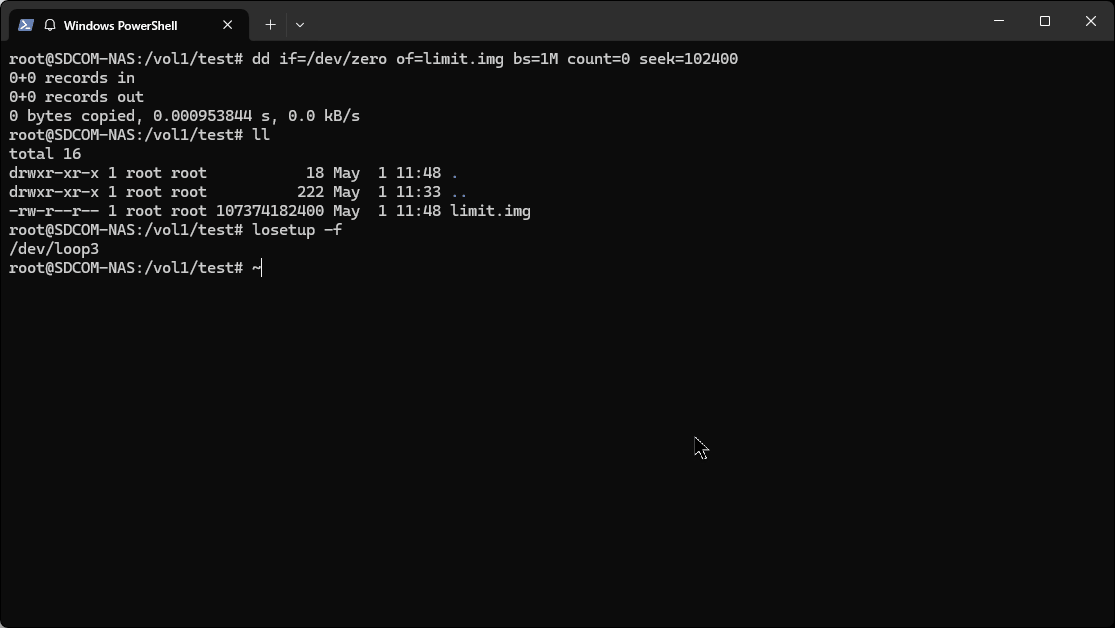 Windows PowerShell
root@SDCOM-NAS:/vol1/test# dd if=/dev/zero of=limit.img bs=1M count=0 seek=102400
0+0 records in
0+0 records out
0 bytes copied, 0.000953844 s, 0.0 kB/s
root@SDCOM-NAS:/vol1/test# ll
total 16
drwxr-xr-x 1 root root           18 May  1 11:48 .
drwxr-xr-x 1 root root          222 May  1 11:33 ..
-rw-r--r-- 1 root root 107374182400 May  1 11:48 limit.img
root@SDCOM-NAS:/vol1/test# losetup -f
/dev/loop3
root@SDCOM-NAS:/vol1/test# ~